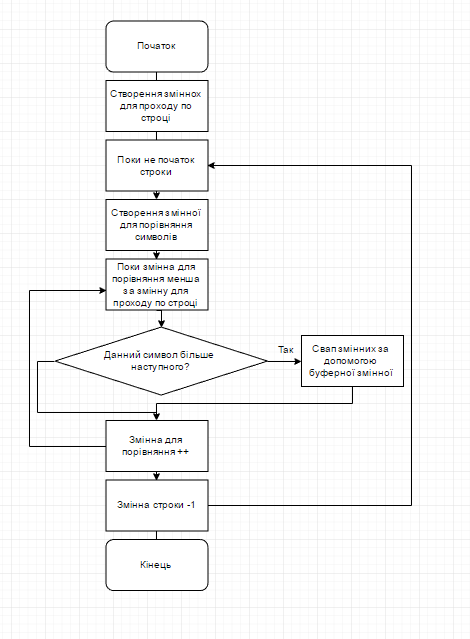 Початок
Створення зміннох
для проходу по
строці
Поки не початок
строки
Створення змінної
для порівняння
символів
Поки змінна для
порівняння менша
за змінну для
проходу по строці
Данний символ більше
наступного?
Так
Свап змінних за
допомогою
буферної змінної
Змінна для
порівняння ++
Змінна строки -1
Кінець